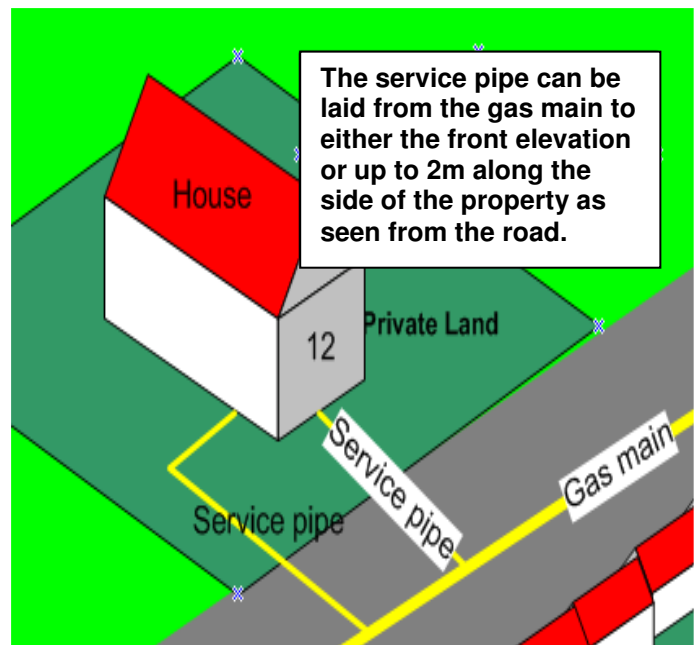 The service pipe can be
laid from the gas main to
either the front elevation
or up to 2m along the
side of the property as
seen from the road.
House
Private Land
12
Service pipe
Gas main
Service pipe